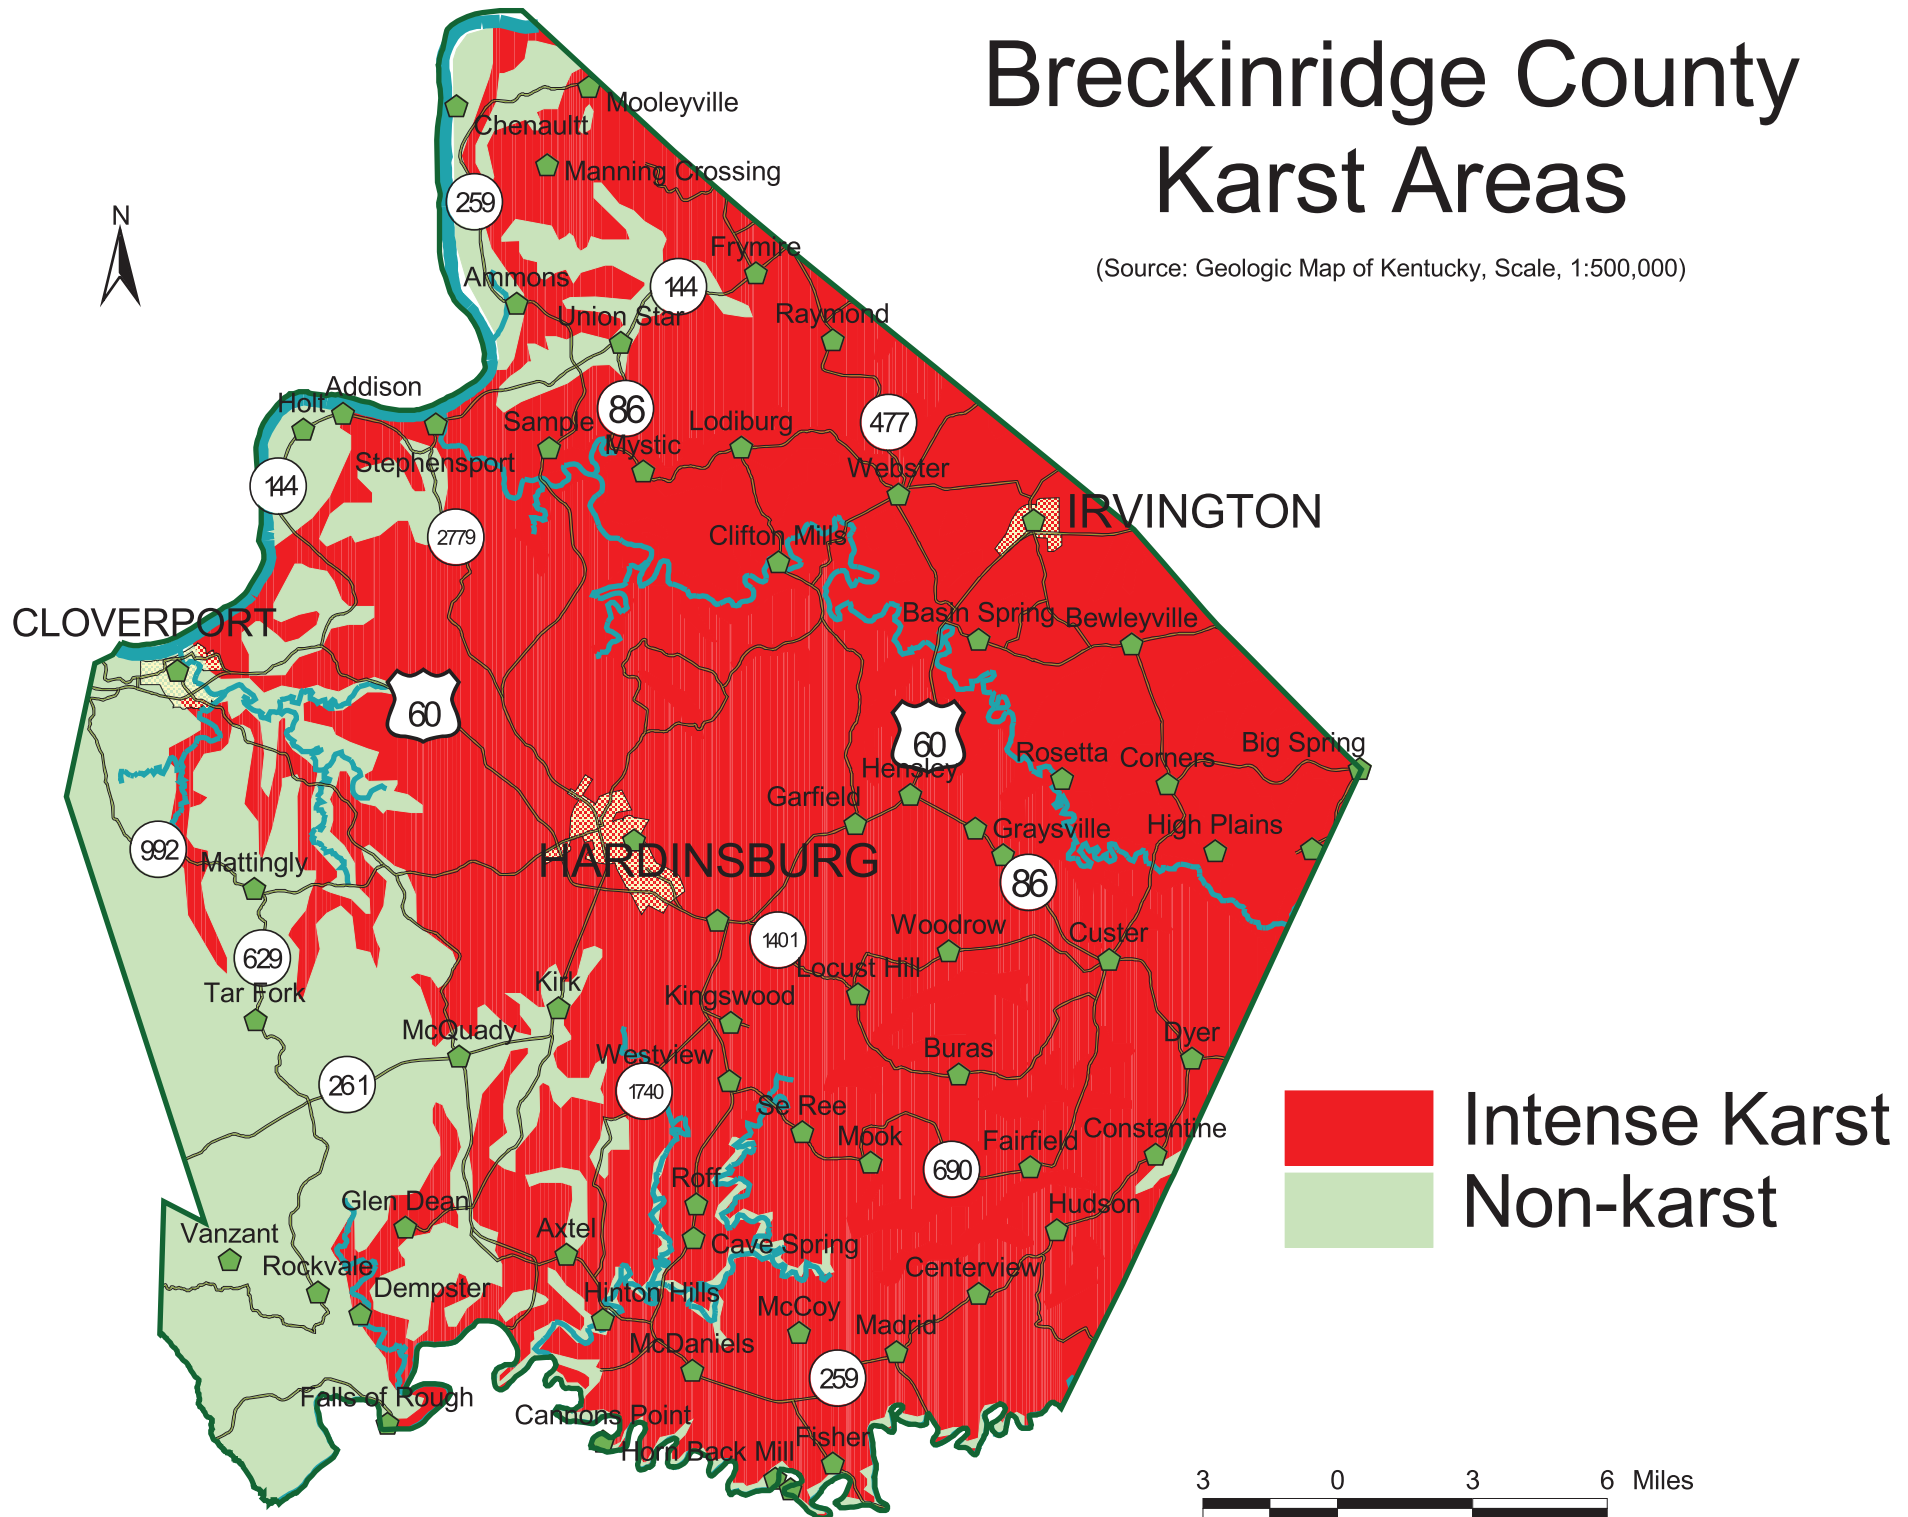 Breckinridge County
Karst Areas
(Source: Geologic Map of Kentucky, Scale, 1:500,000)
N
Mooleyville
Chenaultt
Manning Crossing
259
Frymire
Ammons
144
Union Star
Raymond
Addison
Holt
86
Sample
Lodiburg
477
Mystic
Stephensport
Webster
144
IRVINGTON
2779
Clifton Mills
CLOVERPORT
Basin Spring
Bewleyville
60
60
Rosetta
Corners
Big Spring
Hensley
Garfield
Graysville
High Plains
992
Mattingly
HARDINSBURG
86
Woodrow
Custer
1401
629
Locust Hill
Tar Fork
Kirk
Kingswood
McQuady
Dyer
Westview
Buras
261
1740
Se Ree
Mook
Fairfield
Constantine
690
Intense Karst
Non-karst
Roff
Glen Dean
Hudson
Vanzant
Axtel
Cave Spring
Rockvale
Centerview
Dempster
Hinton Hills
McCoy
Madrid
McDaniels
259
Falls of Rough
Cannons Point
Fisher
Horn Back Mill
3 0 3 6 Miles